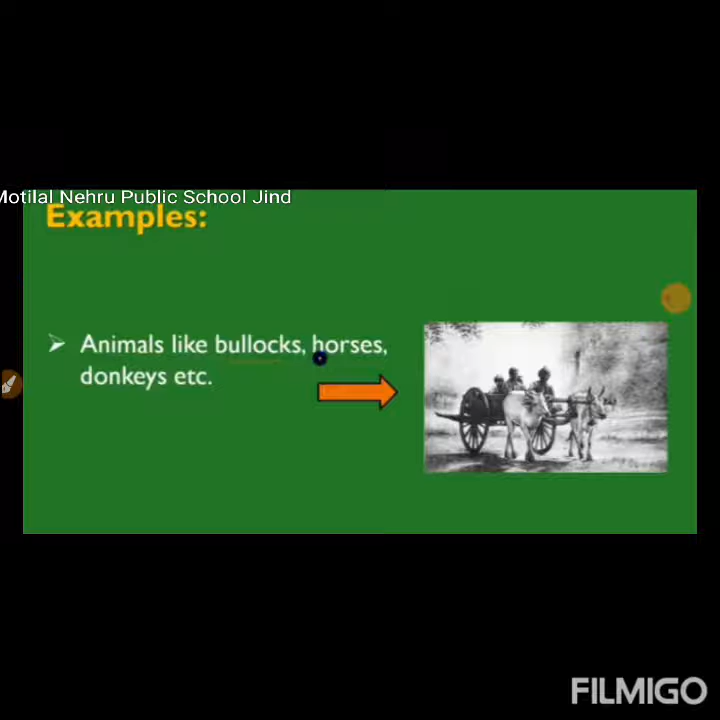 Motilal Nehru Public School Jind
Examples:
Animals like bullocks, horses,
donkeys etc.
FILMIGO